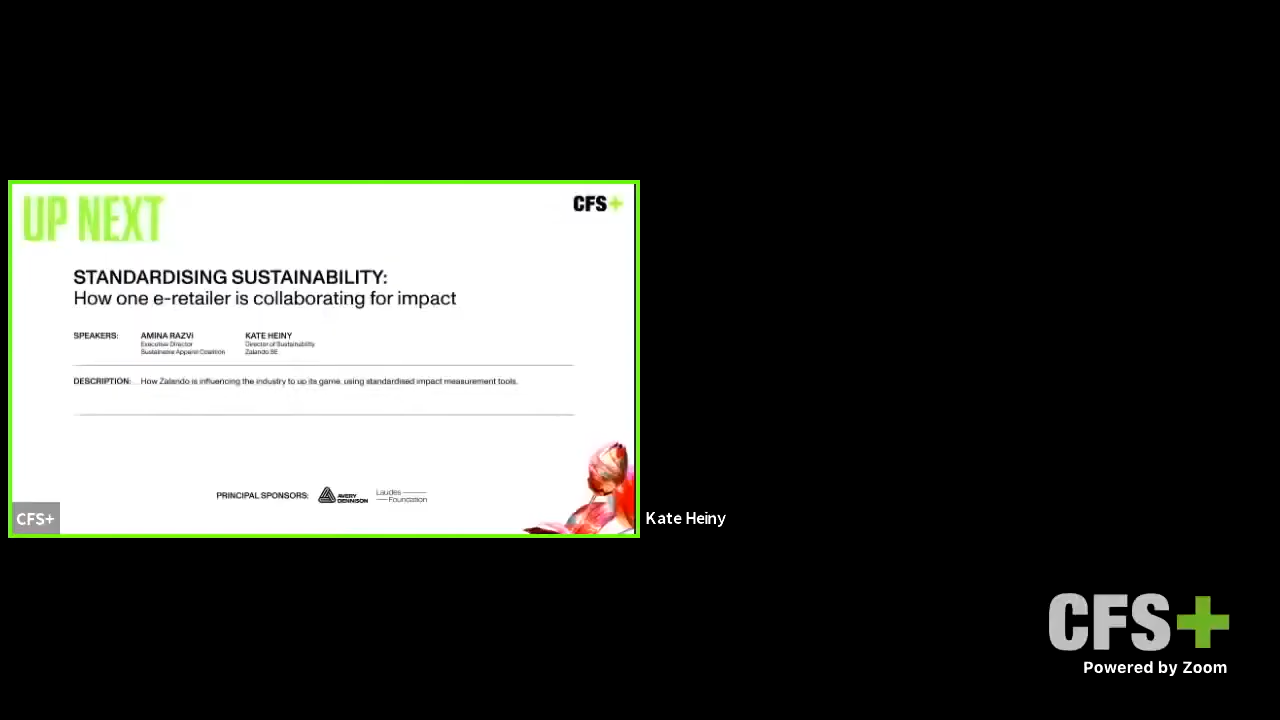 UP NEXT
CFS+
STANDARDISING SUSTAINABILITY:
How one e-retailer is collaborating for impact
SPEAKERS:
AMINA RAZVI
Executive Director
Sustainable Apparel Coalition
KATE HEINY
Director of Sustainability
Zalando SE
DESCRIPTION: How Zalando is influencing the industry to up its game, using standardised impact measurement tools.
PRINCIPAL SPONSORS:
AVERY
DENNISON
Laudes
Foundation
CFS+
Kate Heiny
CFS+
Powered by Zoom